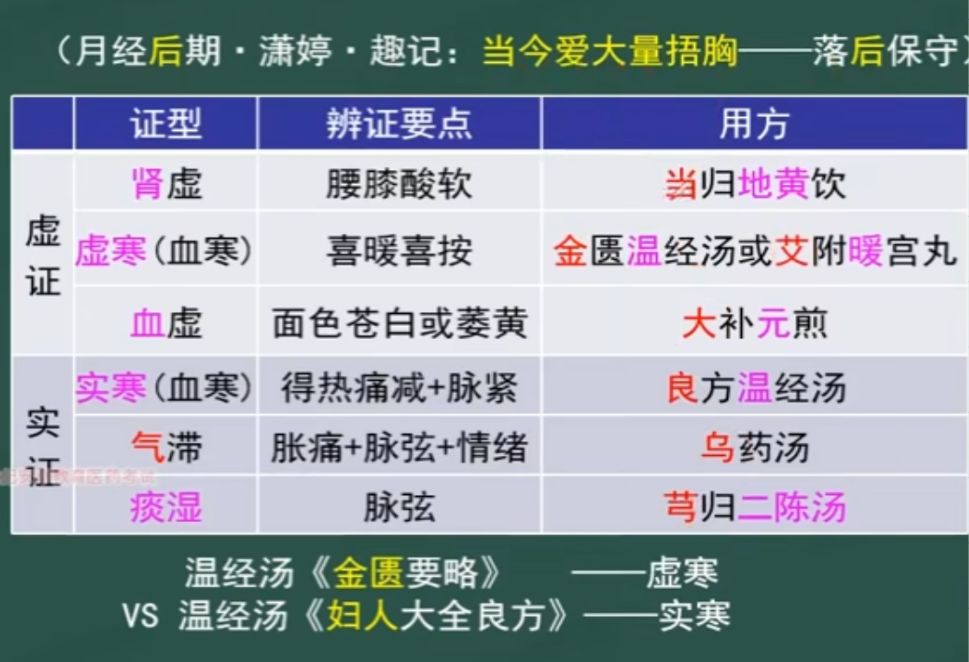 （月经后期·潇婷·趣记：当今爱大量捂胸——落后保守）
证型 辨证要点 用方
虚证
肾虚 腰膝酸软 当归地黄饮
虚寒(血寒) 喜暖喜按 金匮温经汤或艾附暖宫丸
血虚 面色苍白或萎黄 大补元煎
实证
实寒(血寒) 得热痛减+脉紧 良方温经汤
气滞 胀痛+脉弦+情绪 乌药汤
痰湿 脉弦 芎归二陈汤
温经汤《金匮要略》 ——虚寒
VS 温经汤《妇人大全良方》——实寒